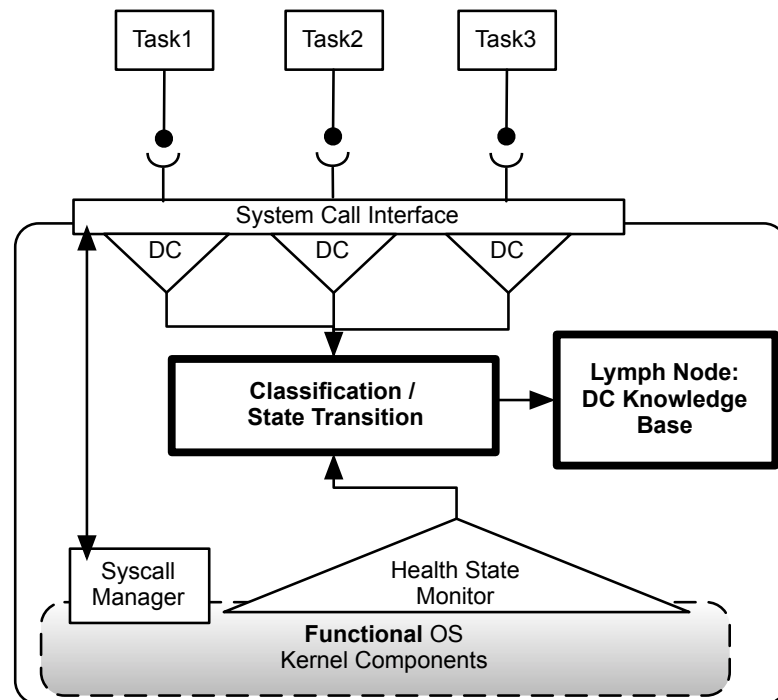 Task1
Task2
Task3
System Call Interface
DC
DC
DC
Classification /
State Transition
Lymph Node:
DC Knowledge
Base
Syscall
Manager
Health State
Monitor
Functional OS
Kernel Components